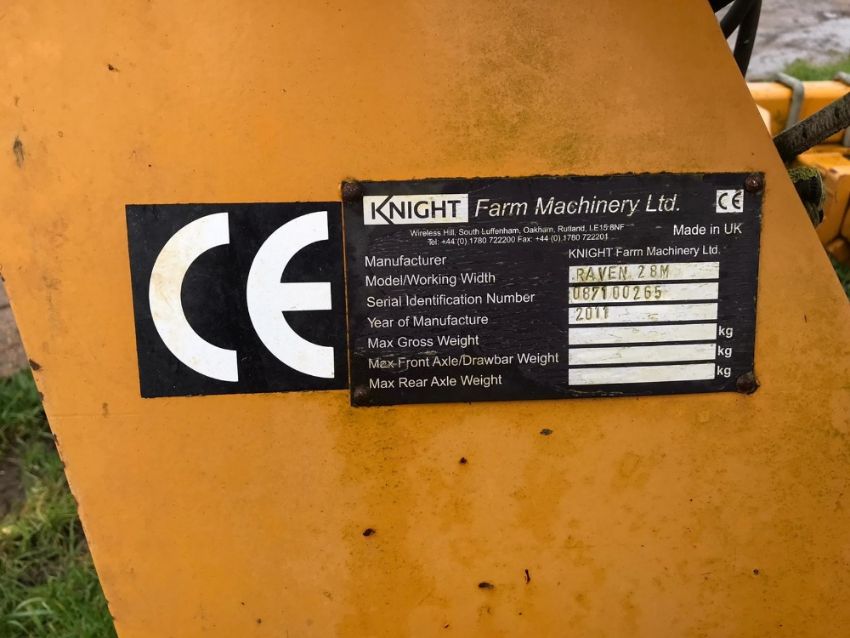 CE
KNIGHT Farm Machinery Ltd. CE
Wireless Hill, South Luffenham, Oakham, Rutland, LE15 8NF
Tel: +44 (0).1780 722200 Fax: +44 (0).1780 722201
Made in UK
Manufacturer KNIGHT Farm Machinery Ltd.
Model/Working Width RAVEN 28M
Serial Identification Number 087100265
Year of Manufacture 2011
Max Gross Weight kg
Max Front Axle/Drawbar Weight kg
Max Rear Axle Weight kg